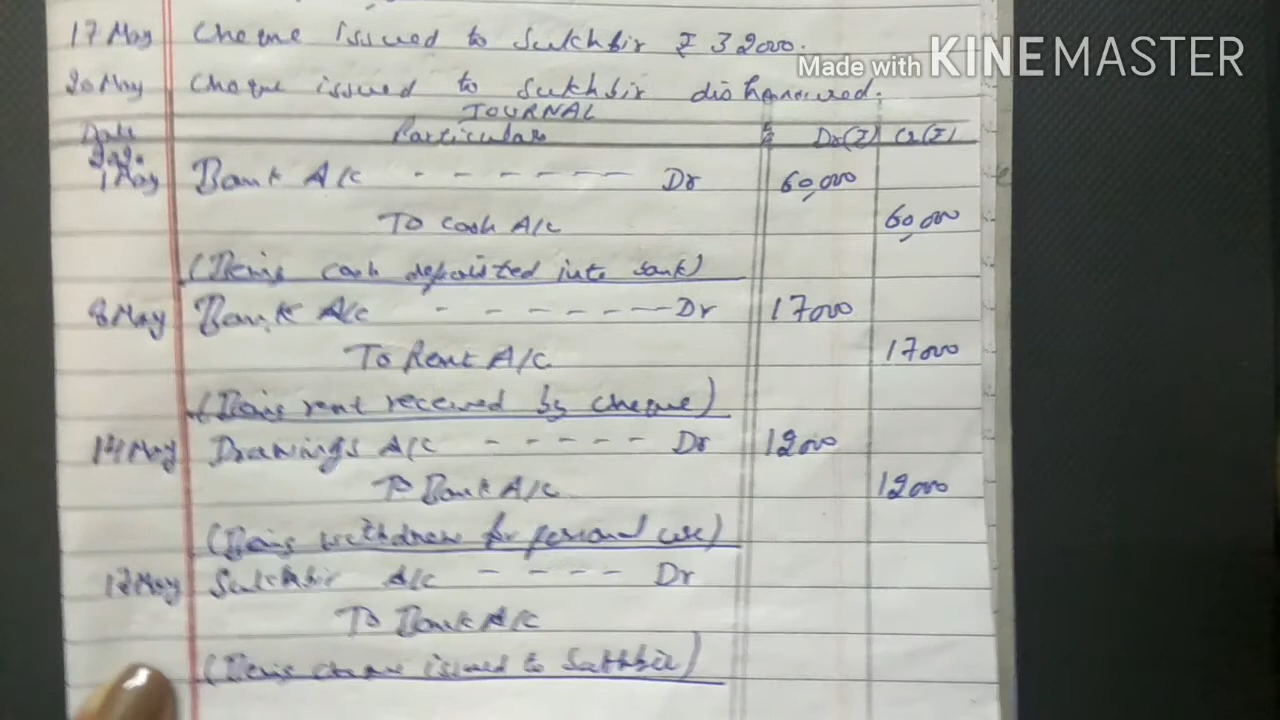 17 May Cheque issued to Sukhbir ₹ 32000.
Made with KINEMASTER
20 May Cheque issued to Sukhbir dishonoured.
JOURNAL
Date Particulars Dr(₹) Cr(₹)
1 May Bank A/c ------ Dr 60,000
To Cash A/c 60,000
(Being cash deposited into bank)
8 May Bank A/c ------ Dr 17000
To Rent A/c 17000
(Being rent received by cheque)
14 May Drawings A/c ----- Dr 12000
To Bank A/c 12000
(Being withdrew for personal use)
17 May Sukhbir A/c ---- Dr
To Bank A/c
(Being cheque issued to Sukhbir)